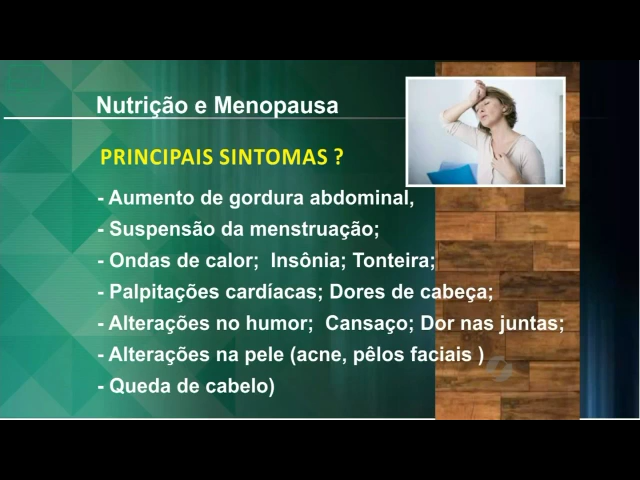 Nutrição e Menopausa
PRINCIPAIS SINTOMAS ?
- Aumento de gordura abdominal,
- Suspensão da menstruação;
- Ondas de calor;  Insônia; Tonteira;
- Palpitações cardíacas; Dores de cabeça;
- Alterações no humor;  Cansaço; Dor nas juntas;
- Alterações na pele (acne, pêlos faciais )
- Queda de cabelo)